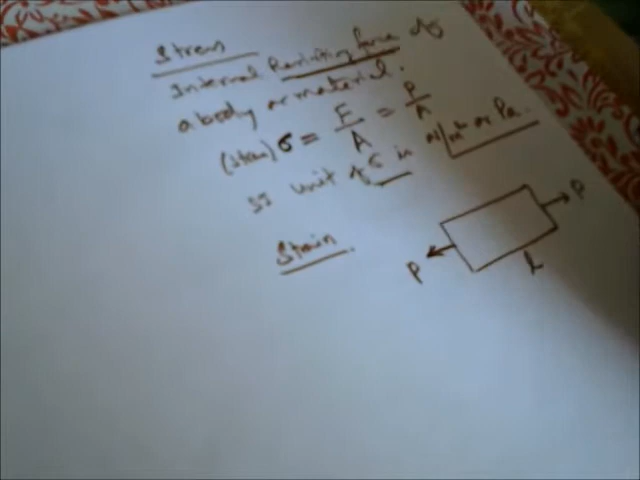 Stress
Internal Resisting force of
a body or material.
(Stress) σ = F/A = P/A
SI unit of σ is N/m² or Pa.
Strain
P
P
l